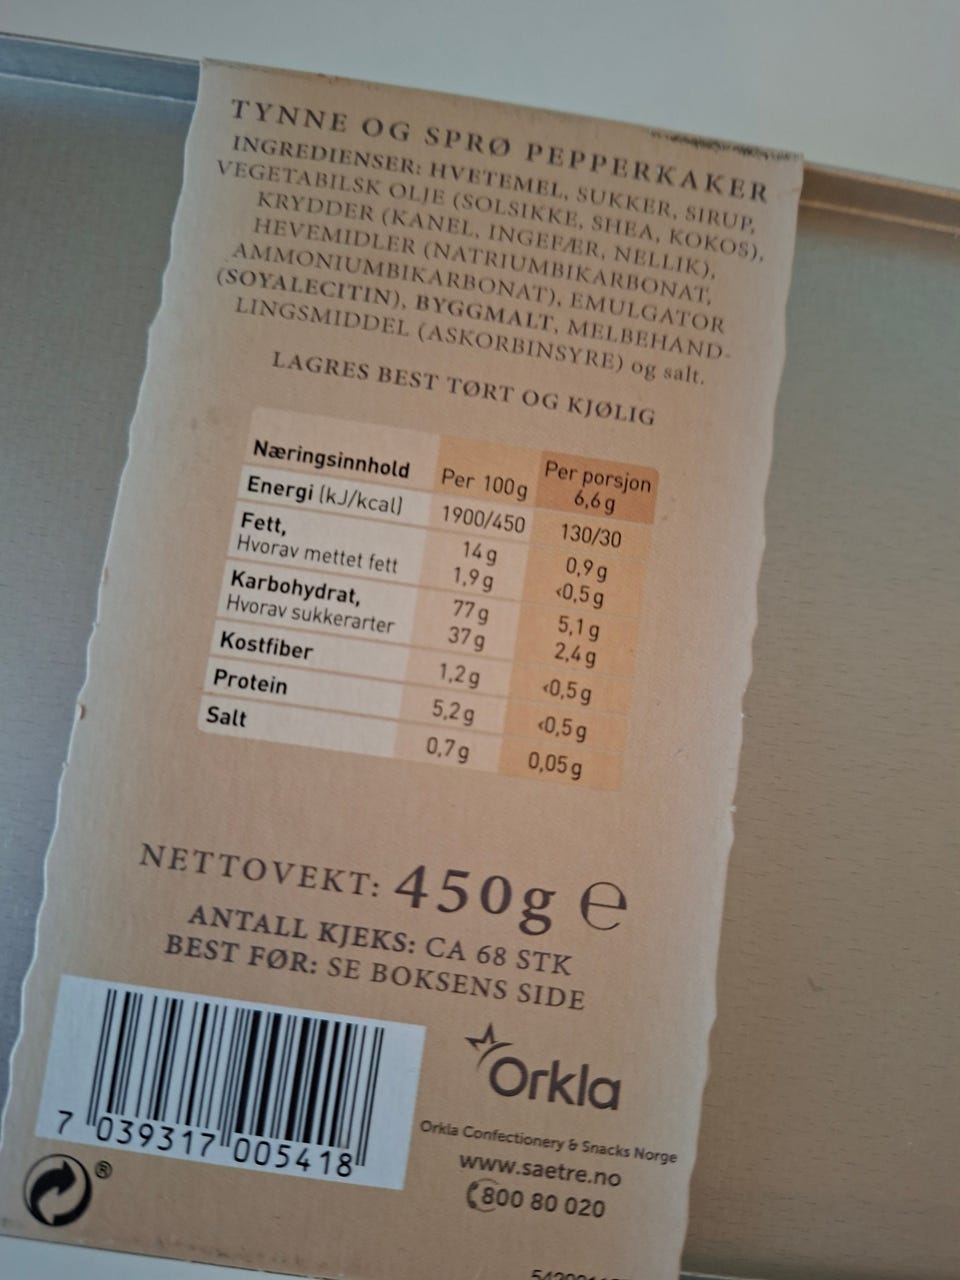 TYNNE OG SPRØ PEPPERKAKER
INGREDIENSER: HVETEMEL, SUKKER, SIRUP,
VEGETABILSK OLJE (SOLSIKKE, SHEA, KOKOS),
KRYDDER (KANEL, INGEFÆR, NELLIK),
HEVEMIDLER (NATRIUMBIKARBONAT,
AMMONIUMBIKARBONAT), EMULGATOR
(SOYALECITIN), BYGGMALT, MELBEHAND-
LINGSMIDDEL (ASKORBINSYRE) og salt.
LAGRES BEST TØRT OG KJØLIG
Næringsinnhold Per 100g Per porsjon 6,6g
Energi (kJ/kcal) 1900/450 130/30
Fett, 14g 0,9g
Hvorav mettet fett 1,9g <0,5g
Karbohydrat, 77g 5,1g
Hvorav sukkerarter 37g 2,4g
Kostfiber 1,2g <0,5g
Protein 5,2g <0,5g
Salt 0,7g 0,05g
NETTOVEKT: 450g ℮
ANTALL KJEKS: CA 68 STK
BEST FØR: SE BOKSENS SIDE
7 039317 005418
®
Orkla
Orkla Confectionery & Snacks Norge
www.saetre.no
800 80 020